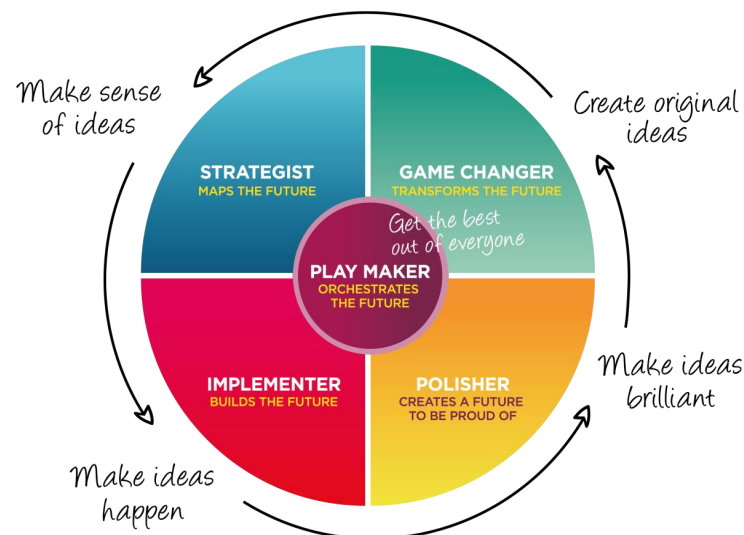 Make sense
of ideas
Create original
ideas
STRATEGIST
MAPS THE FUTURE
GAME CHANGER
TRANSFORMS THE FUTURE
Get the best
out of everyone
PLAY MAKER
ORCHESTRATES
THE FUTURE
IMPLEMENTER
BUILDS THE FUTURE
POLISHER
CREATES A FUTURE
TO BE PROUD OF
Make ideas
brilliant
Make ideas
happen